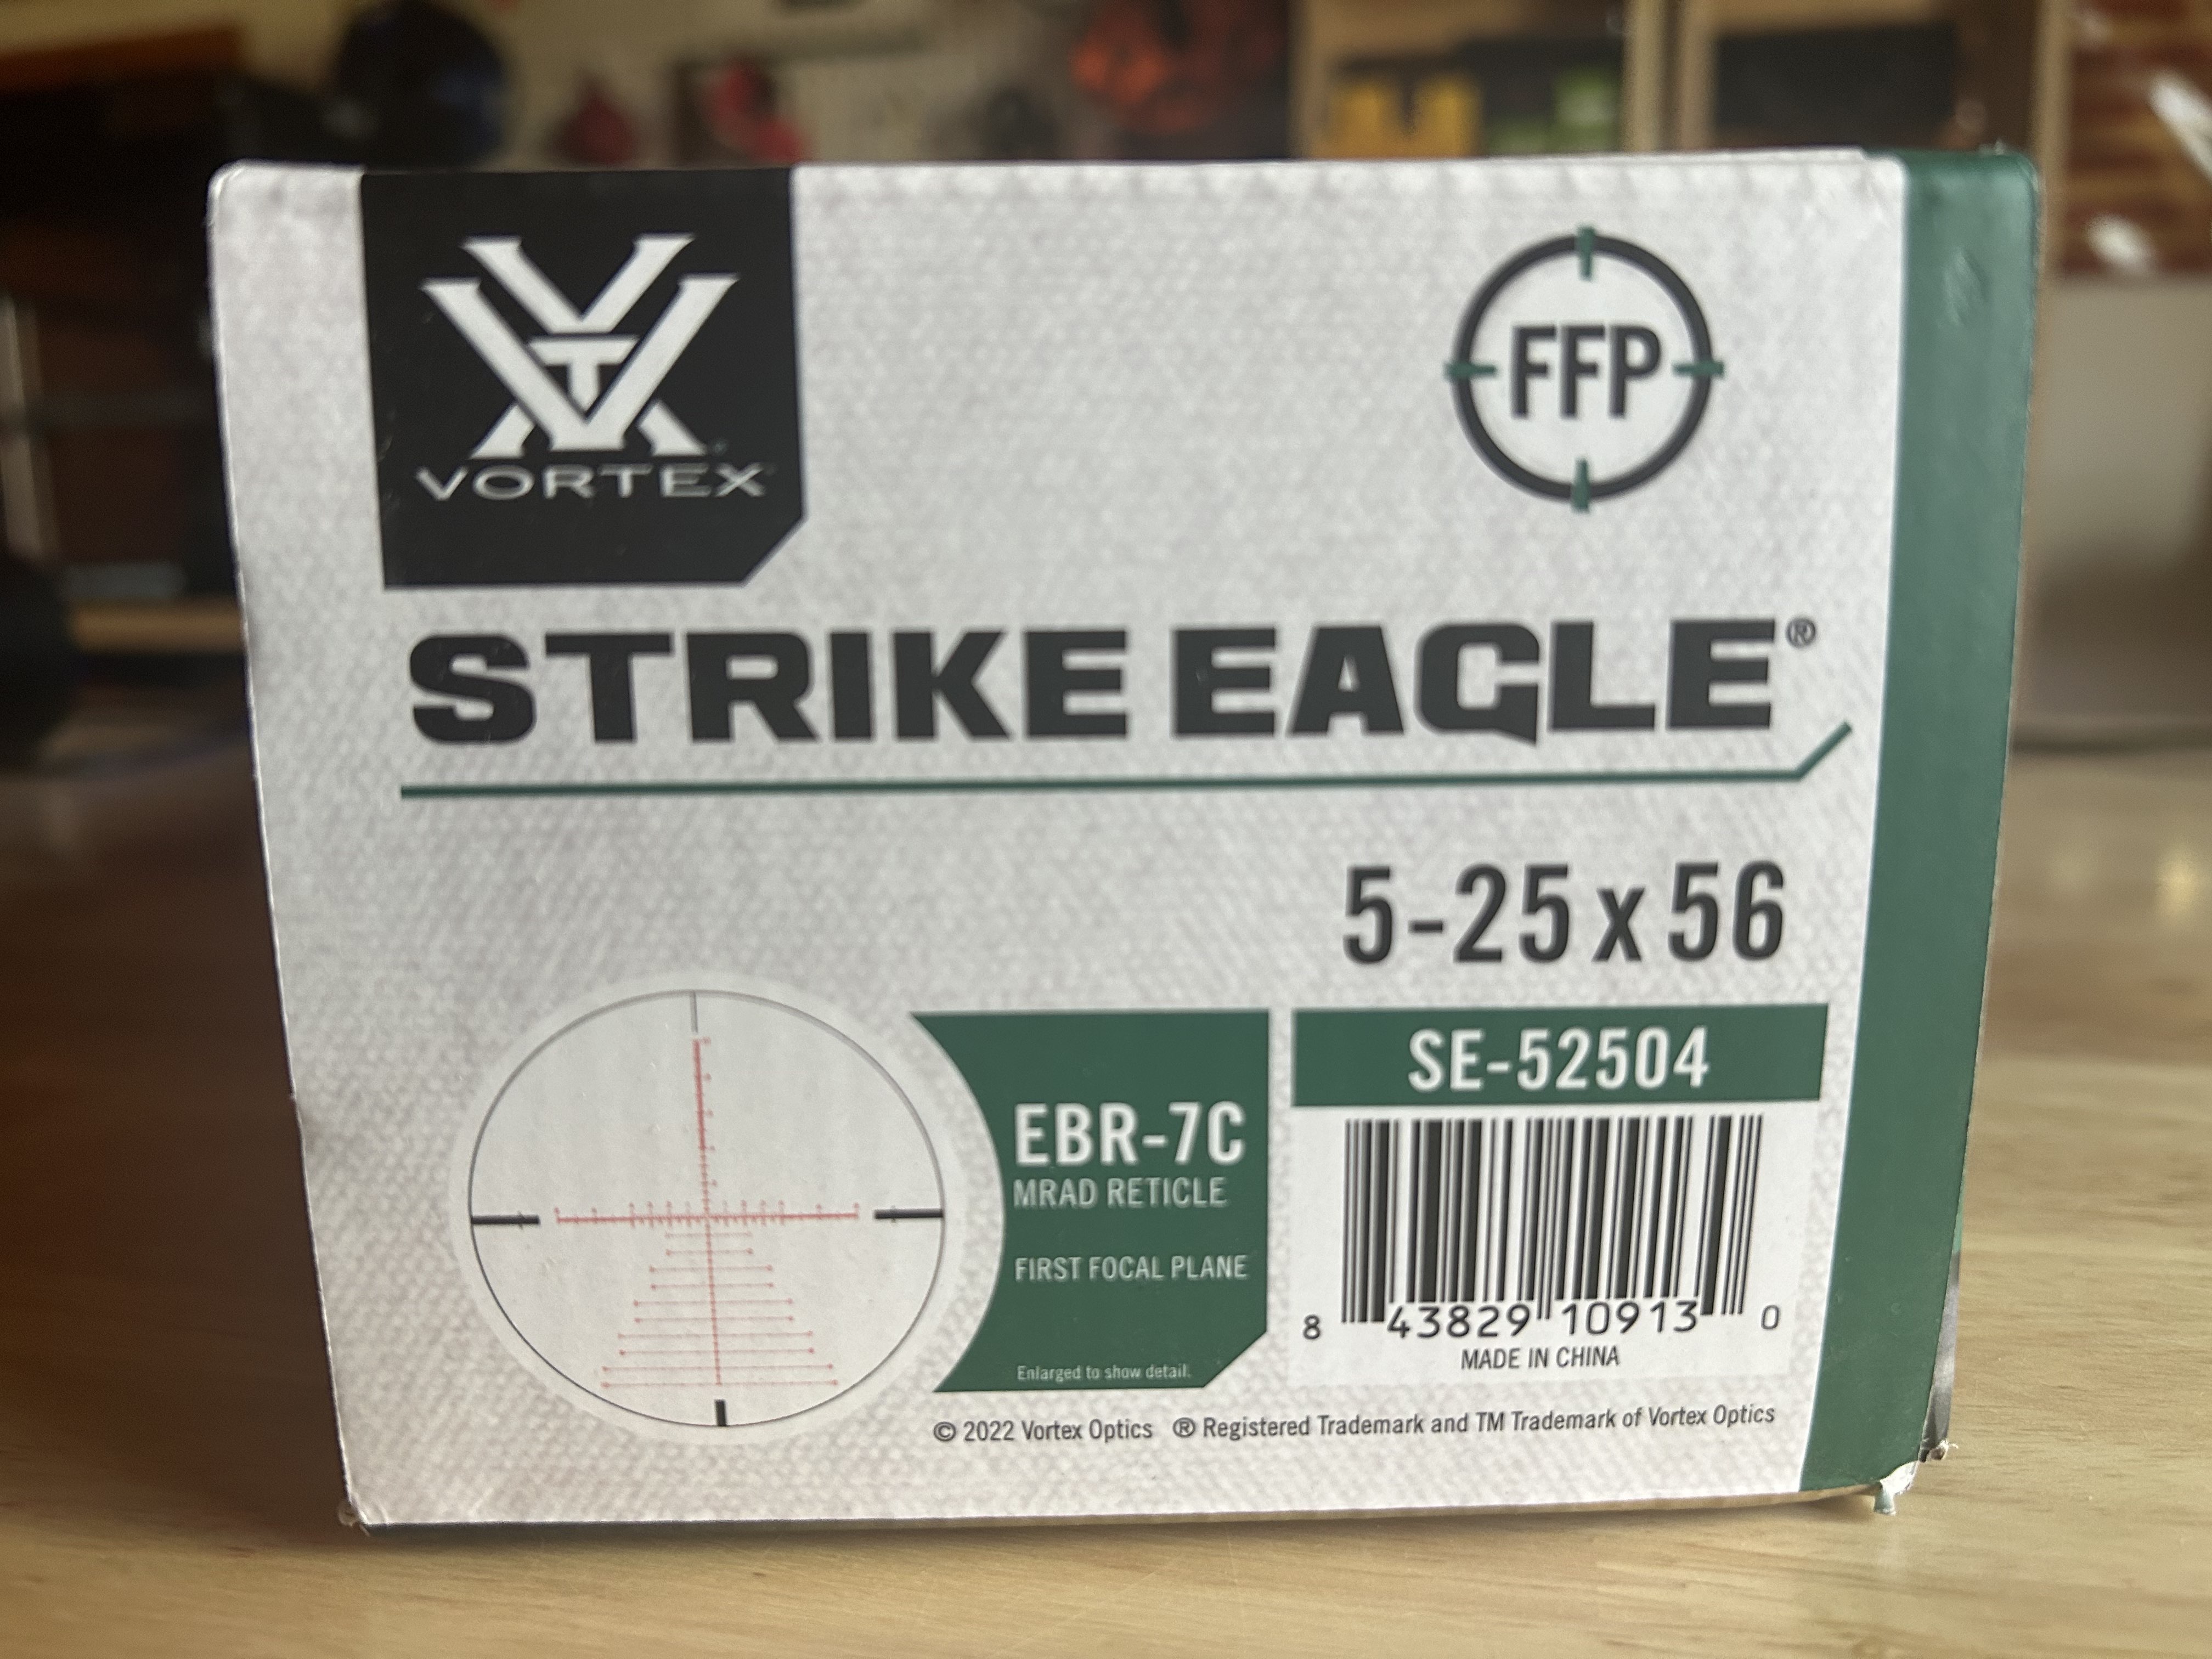 VORTEX
FFP
STRIKE EAGLE®
5-25 x 56
EBR-7C
MRAD RETICLE
FIRST FOCAL PLANE
Enlarged to show detail.
SE-52504
8 43829 10913 0
MADE IN CHINA
© 2022 Vortex Optics ® Registered Trademark and TM Trademark of Vortex Optics